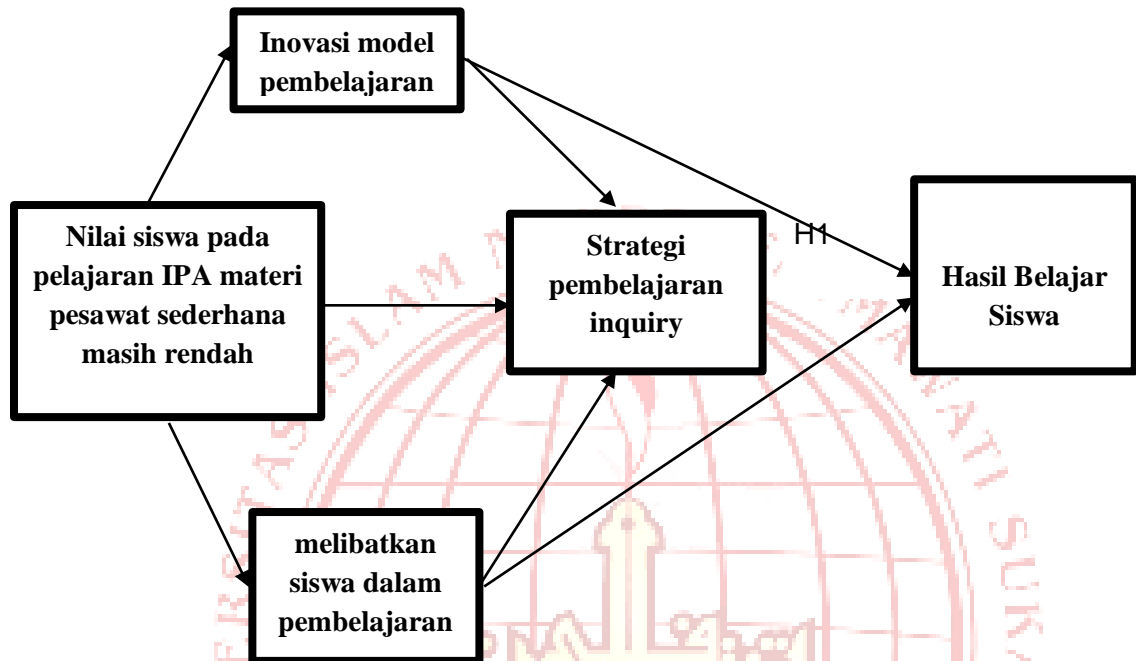 Inovasi model
pembelajaran
Nilai siswa pada
pelajaran IPA materi
pesawat sederhana
masih rendah
Strategi
pembelajaran
inquiry
H1
Hasil Belajar
Siswa
melibatkan
siswa dalam
pembelajaran